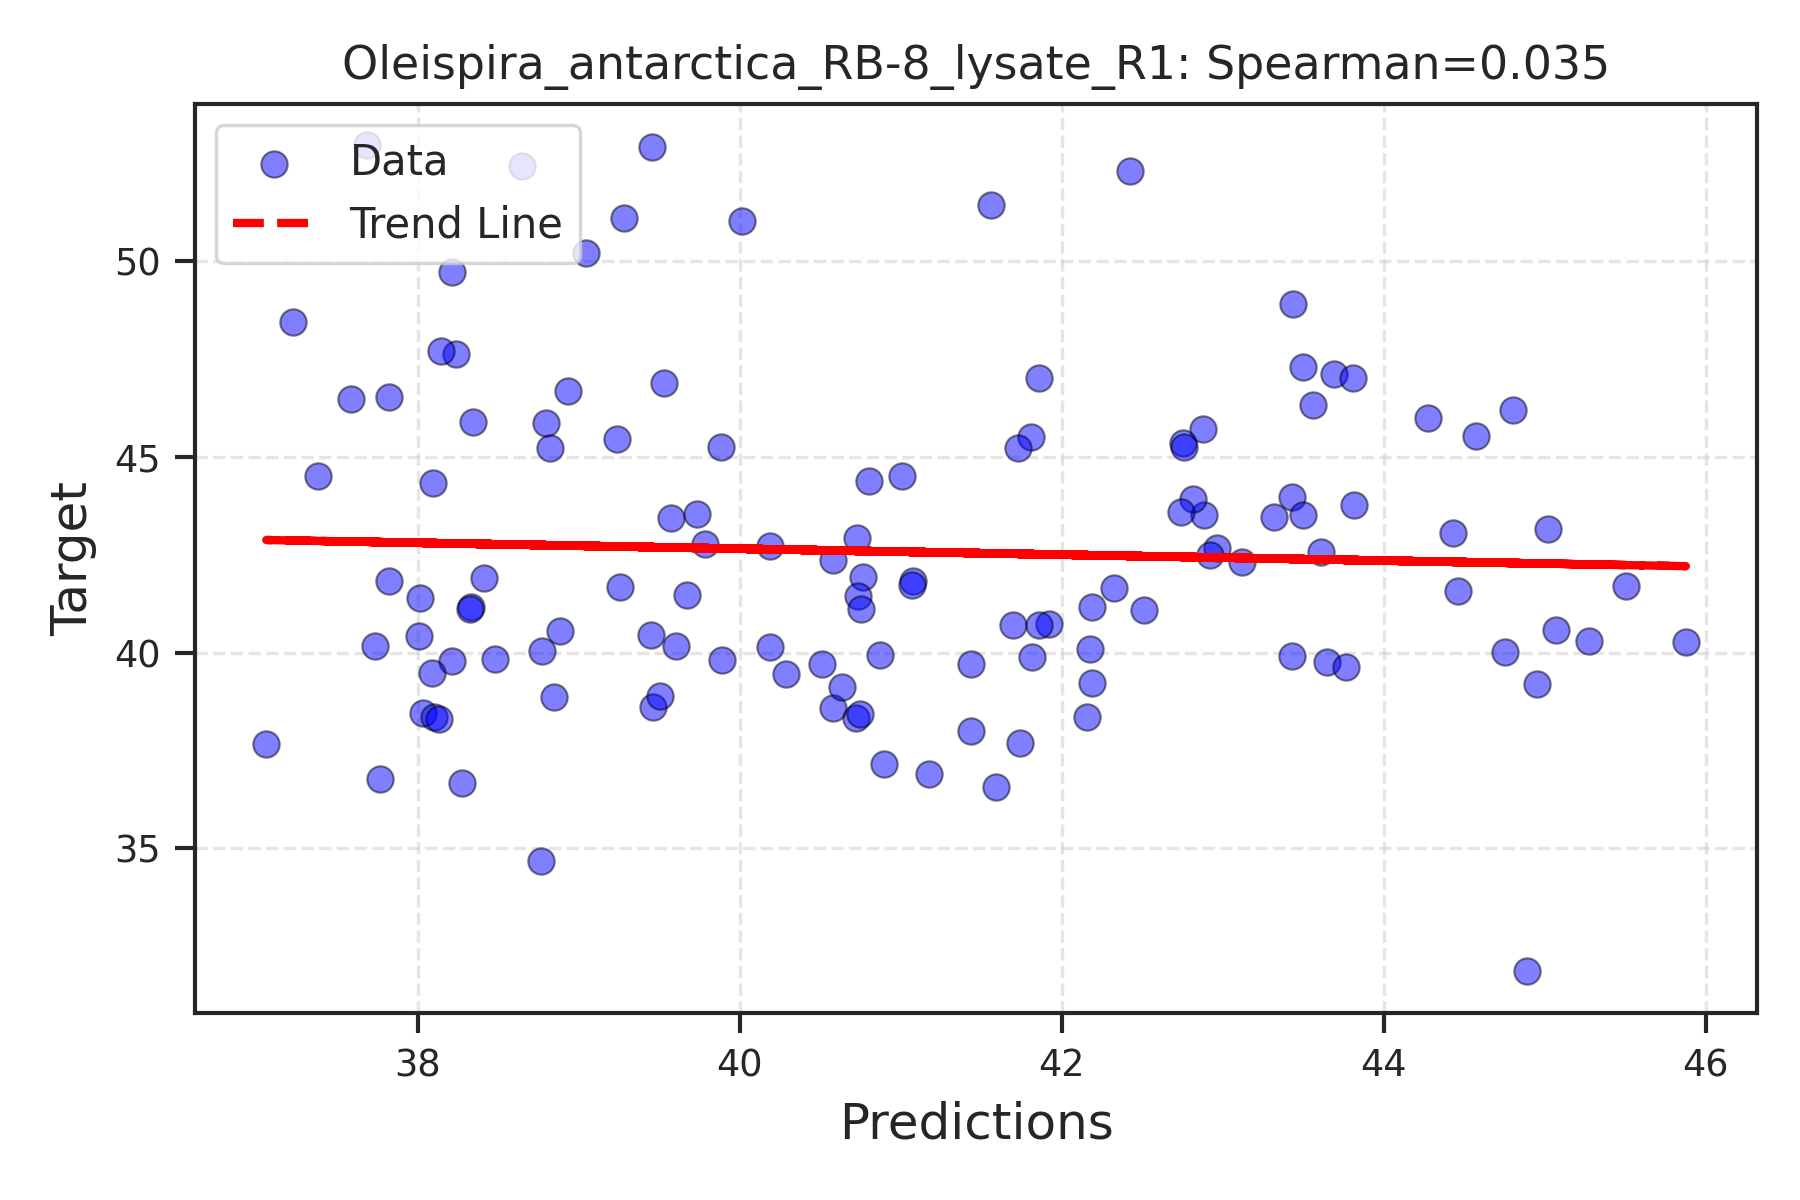 Oleispira_antarctica_RB-8_lysate_R1: Spearman=0.035
Data
Trend Line
50
45
40
35
Target
38
40
42
44
46
Predictions